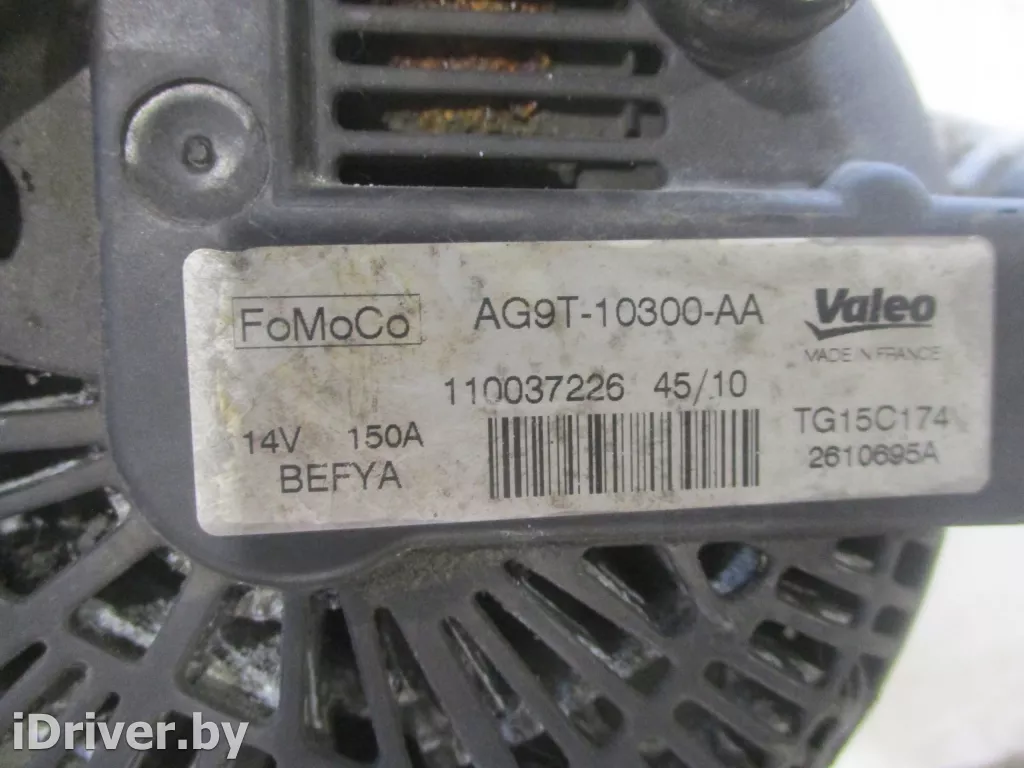 FoMoCo AG9T-10300-AA Valeo
MADE IN FRANCE
110037226 45/10
14V 150A TG15C174
BEFYA 2610695A
iDriver.by